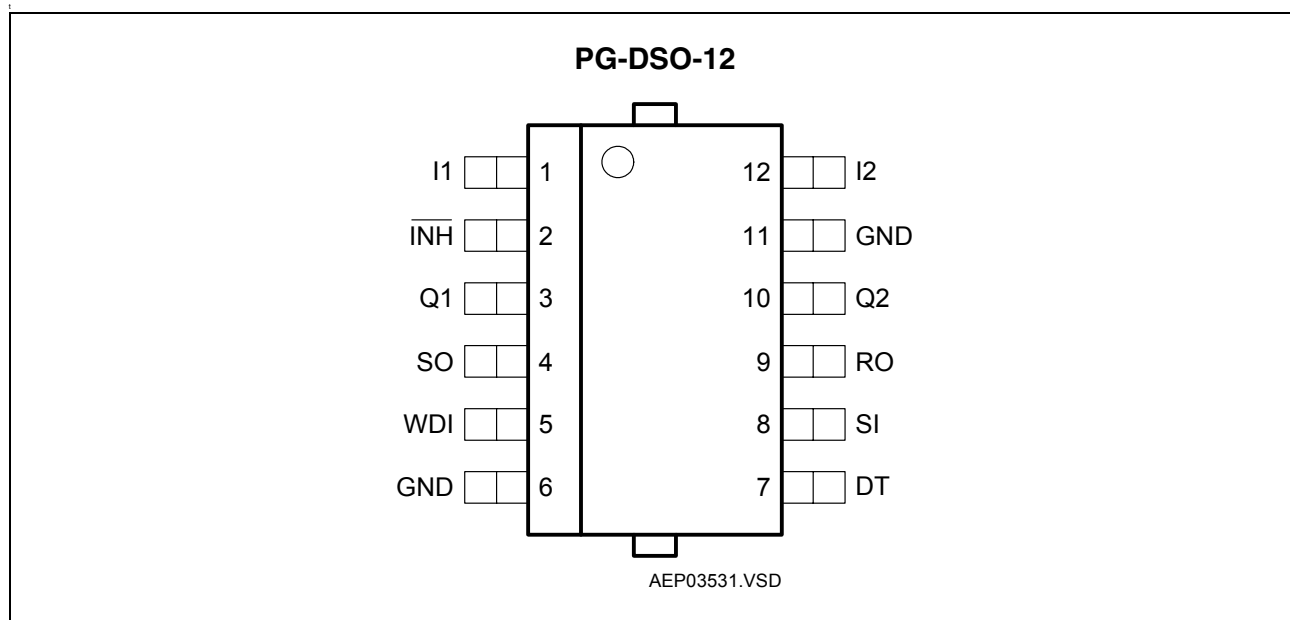 t
PG-DSO-12
I1 1 12 I2
I̅N̅H̅ 2 11 GND
Q1 3 10 Q2
SO 4 9 RO
WDI 5 8 SI
GND 6 7 DT
AEP03531.VSD